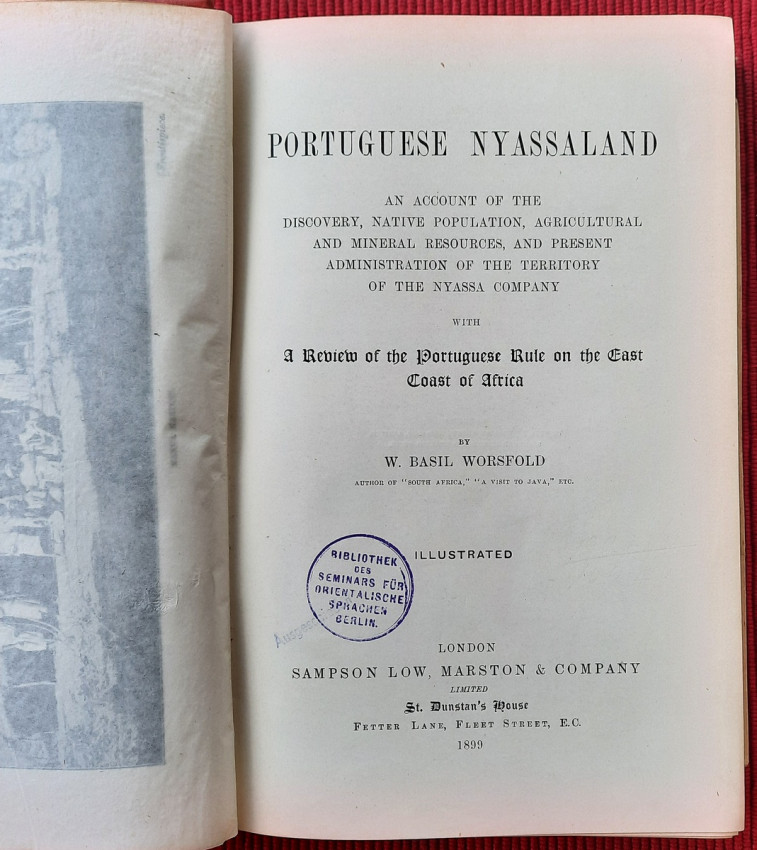 PORTUGUESE NYASSALAND
AN ACCOUNT OF THE
DISCOVERY, NATIVE POPULATION, AGRICULTURAL
AND MINERAL RESOURCES, AND PRESENT
ADMINISTRATION OF THE TERRITORY
OF THE NYASSA COMPANY
WITH
A Review of the Portuguese Rule on the East
Coast of Africa
BY
W. BASIL WORSFOLD
AUTHOR OF "SOUTH AFRICA," "A VISIT TO JAVA," ETC.
ILLUSTRATED
BIBLIOTHEK
DES
SEMINARS FÜR
ORIENTALISCHE
SPRACHEN
BERLIN.
LONDON
SAMPSON LOW, MARSTON & COMPANY
LIMITED
St. Dunstan's House
FETTER LANE, FLEET STREET, E.C.
1899
Frontispiece